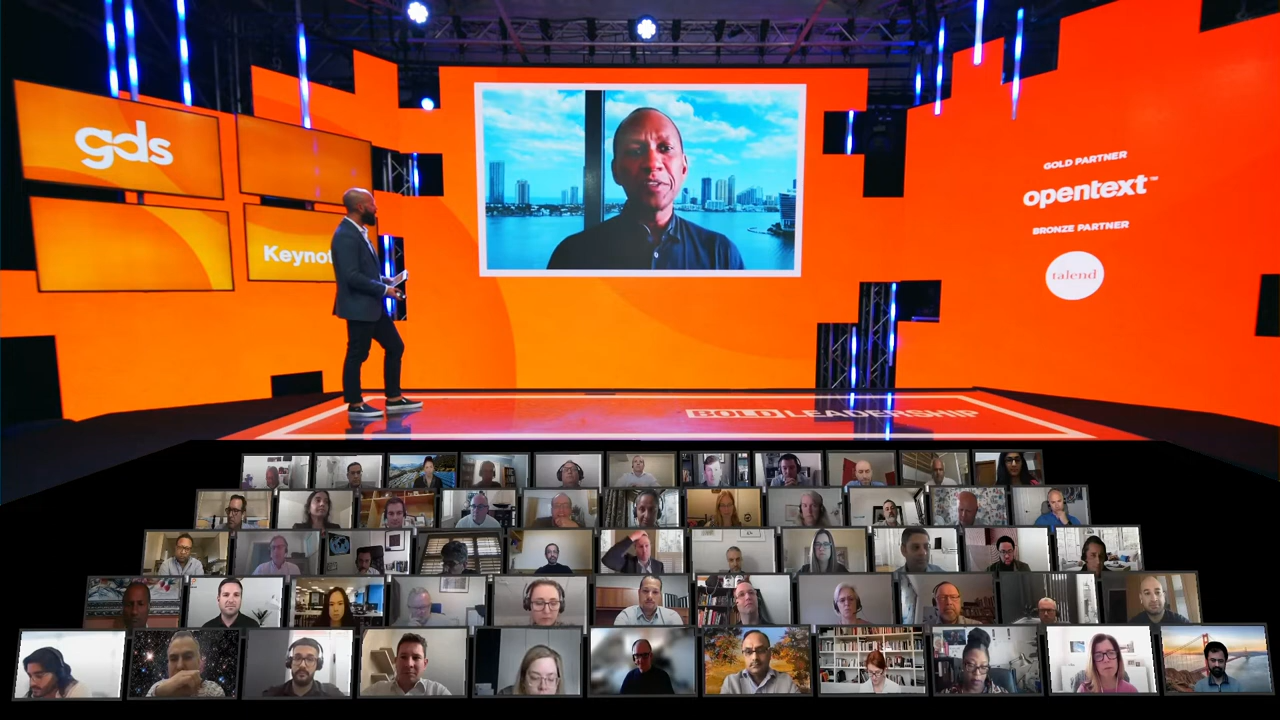 gds
Keynot
GOLD PARTNER
opentext™
BRONZE PARTNER
talend
BOLD LEADERSHIP